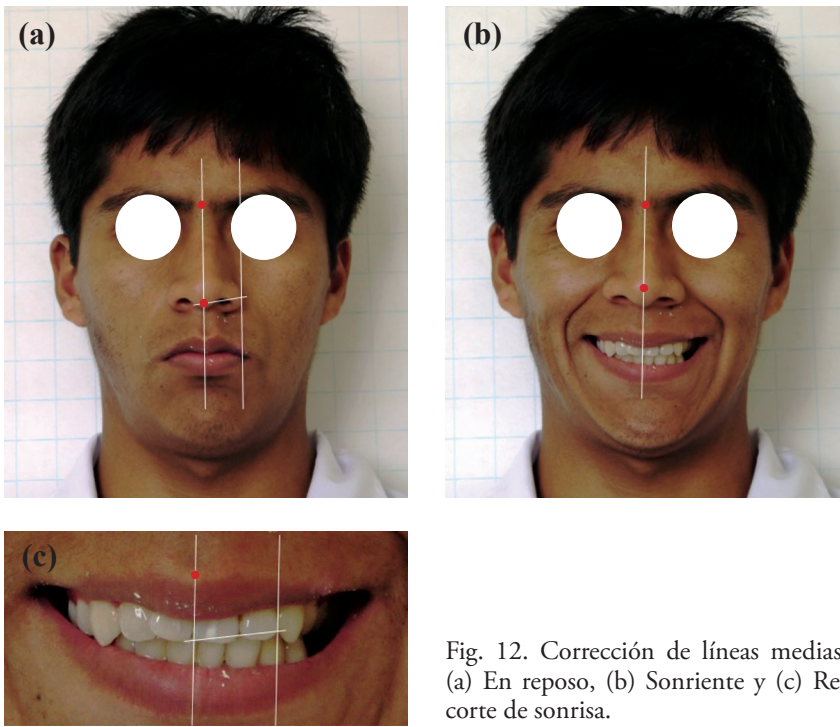 (a)
(b)
(c)
Fig. 12. Corrección de líneas medias
(a) En reposo, (b) Sonriente y (c) Re
corte de sonrisa.